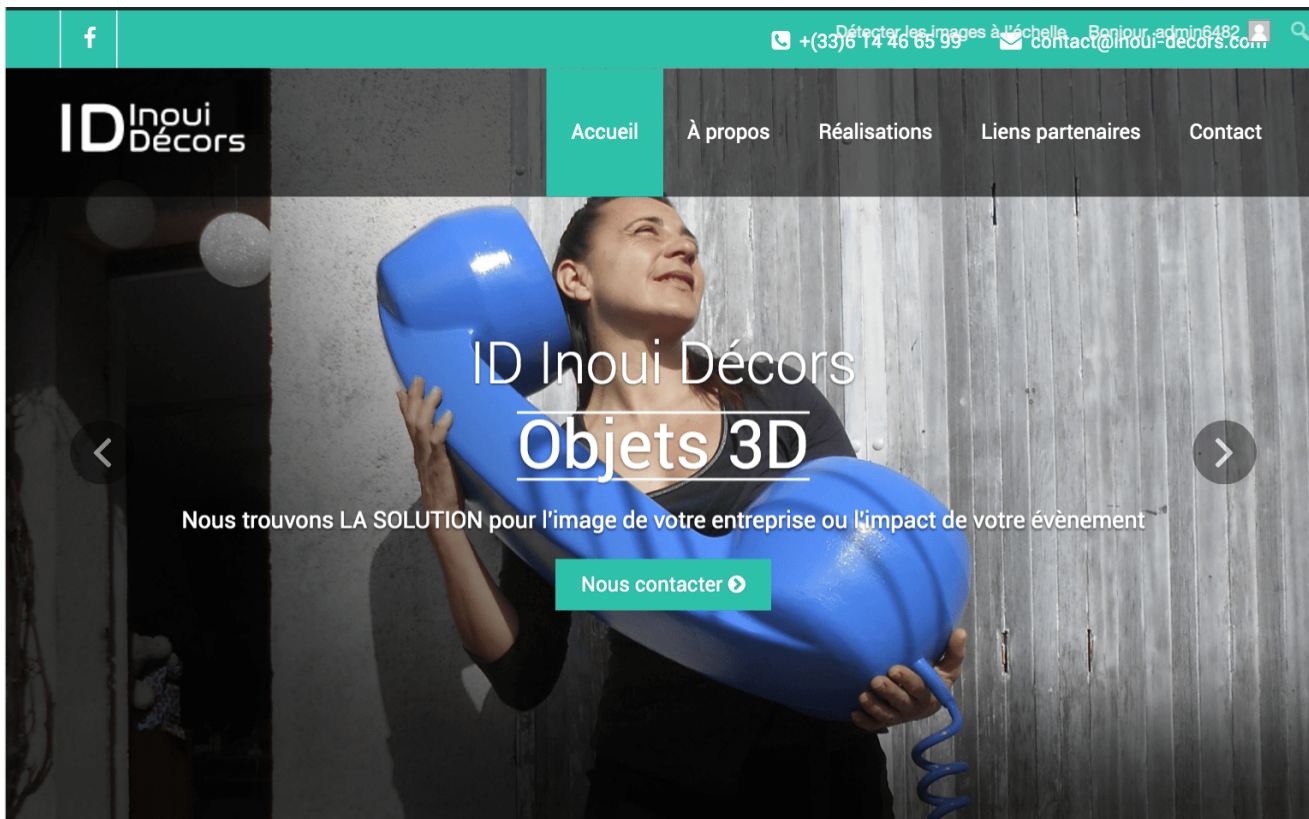 Détecter les images à l'échelle Bonjour, admin6482
+(33)6 14 46 65 99 contact@inoui-decors.com
ID Inoui Décors
Accueil À propos Réalisations Liens partenaires Contact
ID Inoui Décors
Objets 3D
Nous trouvons LA SOLUTION pour l'image de votre entreprise ou l'impact de votre évènement
Nous contacter